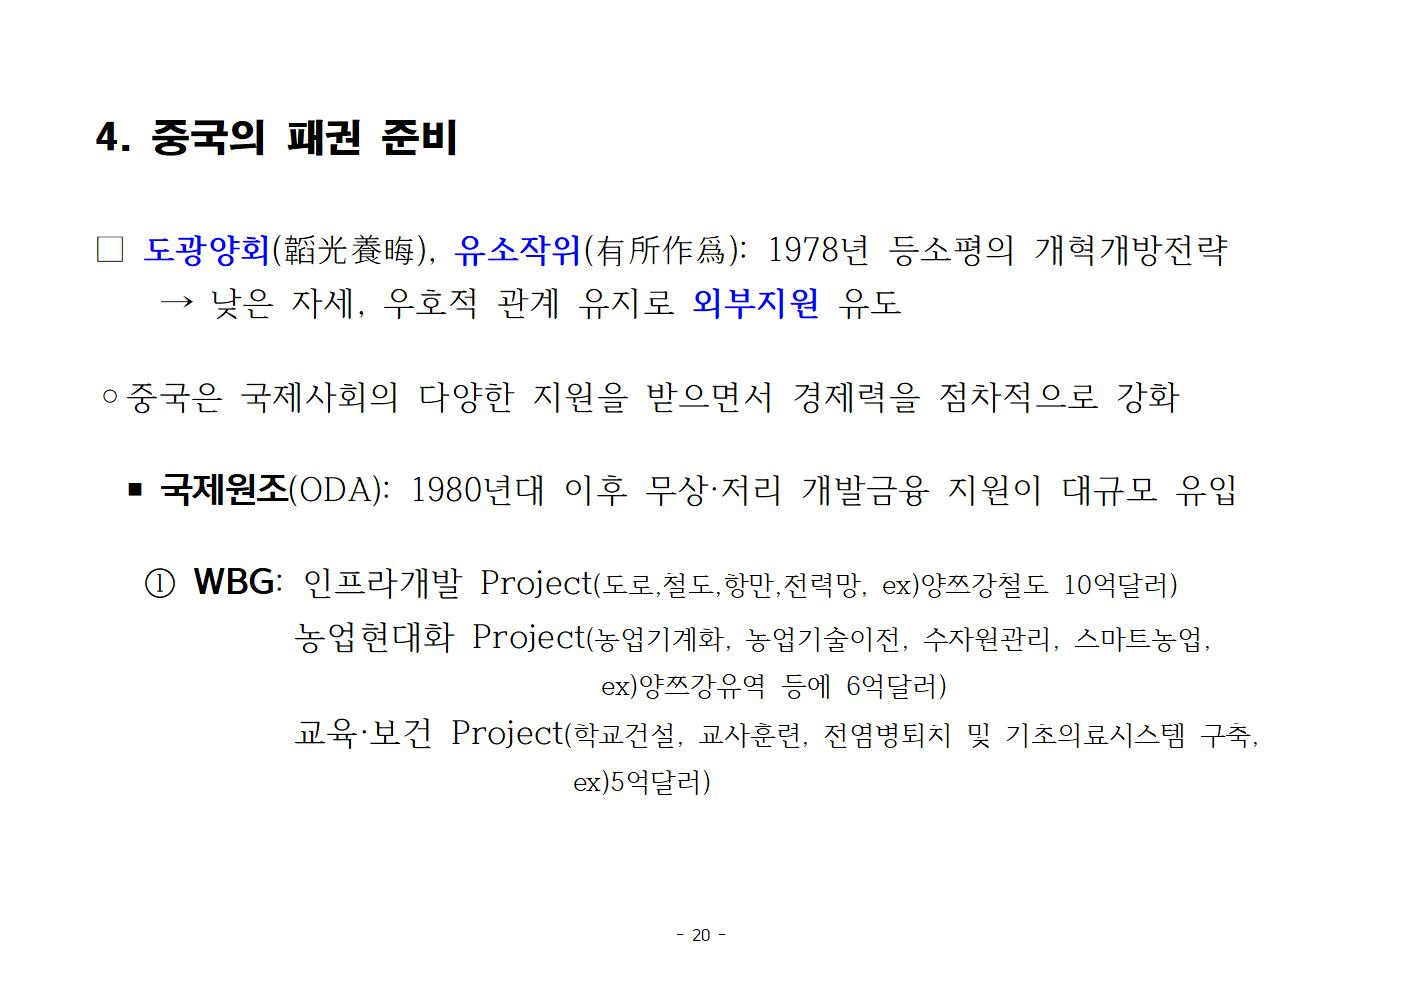 4. 중국의 패권 준비
□ 도광양회(韜光養晦), 유소작위(有所作爲): 1978년 등소평의 개혁개방전략
→ 낮은 자세, 우호적 관계 유지로 외부지원 유도
○ 중국은 국제사회의 다양한 지원을 받으면서 경제력을 점차적으로 강화
▪ 국제원조(ODA): 1980년대 이후 무상·저리 개발금융 지원이 대규모 유입
① WBG: 인프라개발 Project(도로,철도,항만,전력망, ex)양쯔강철도 10억달러)
농업현대화 Project(농업기계화, 농업기술이전, 수자원관리, 스마트농업,
ex)양쯔강유역 등에 6억달러)
교육·보건 Project(학교건설, 교사훈련, 전염병퇴치 및 기초의료시스템 구축,
ex)5억달러)
- 20 -